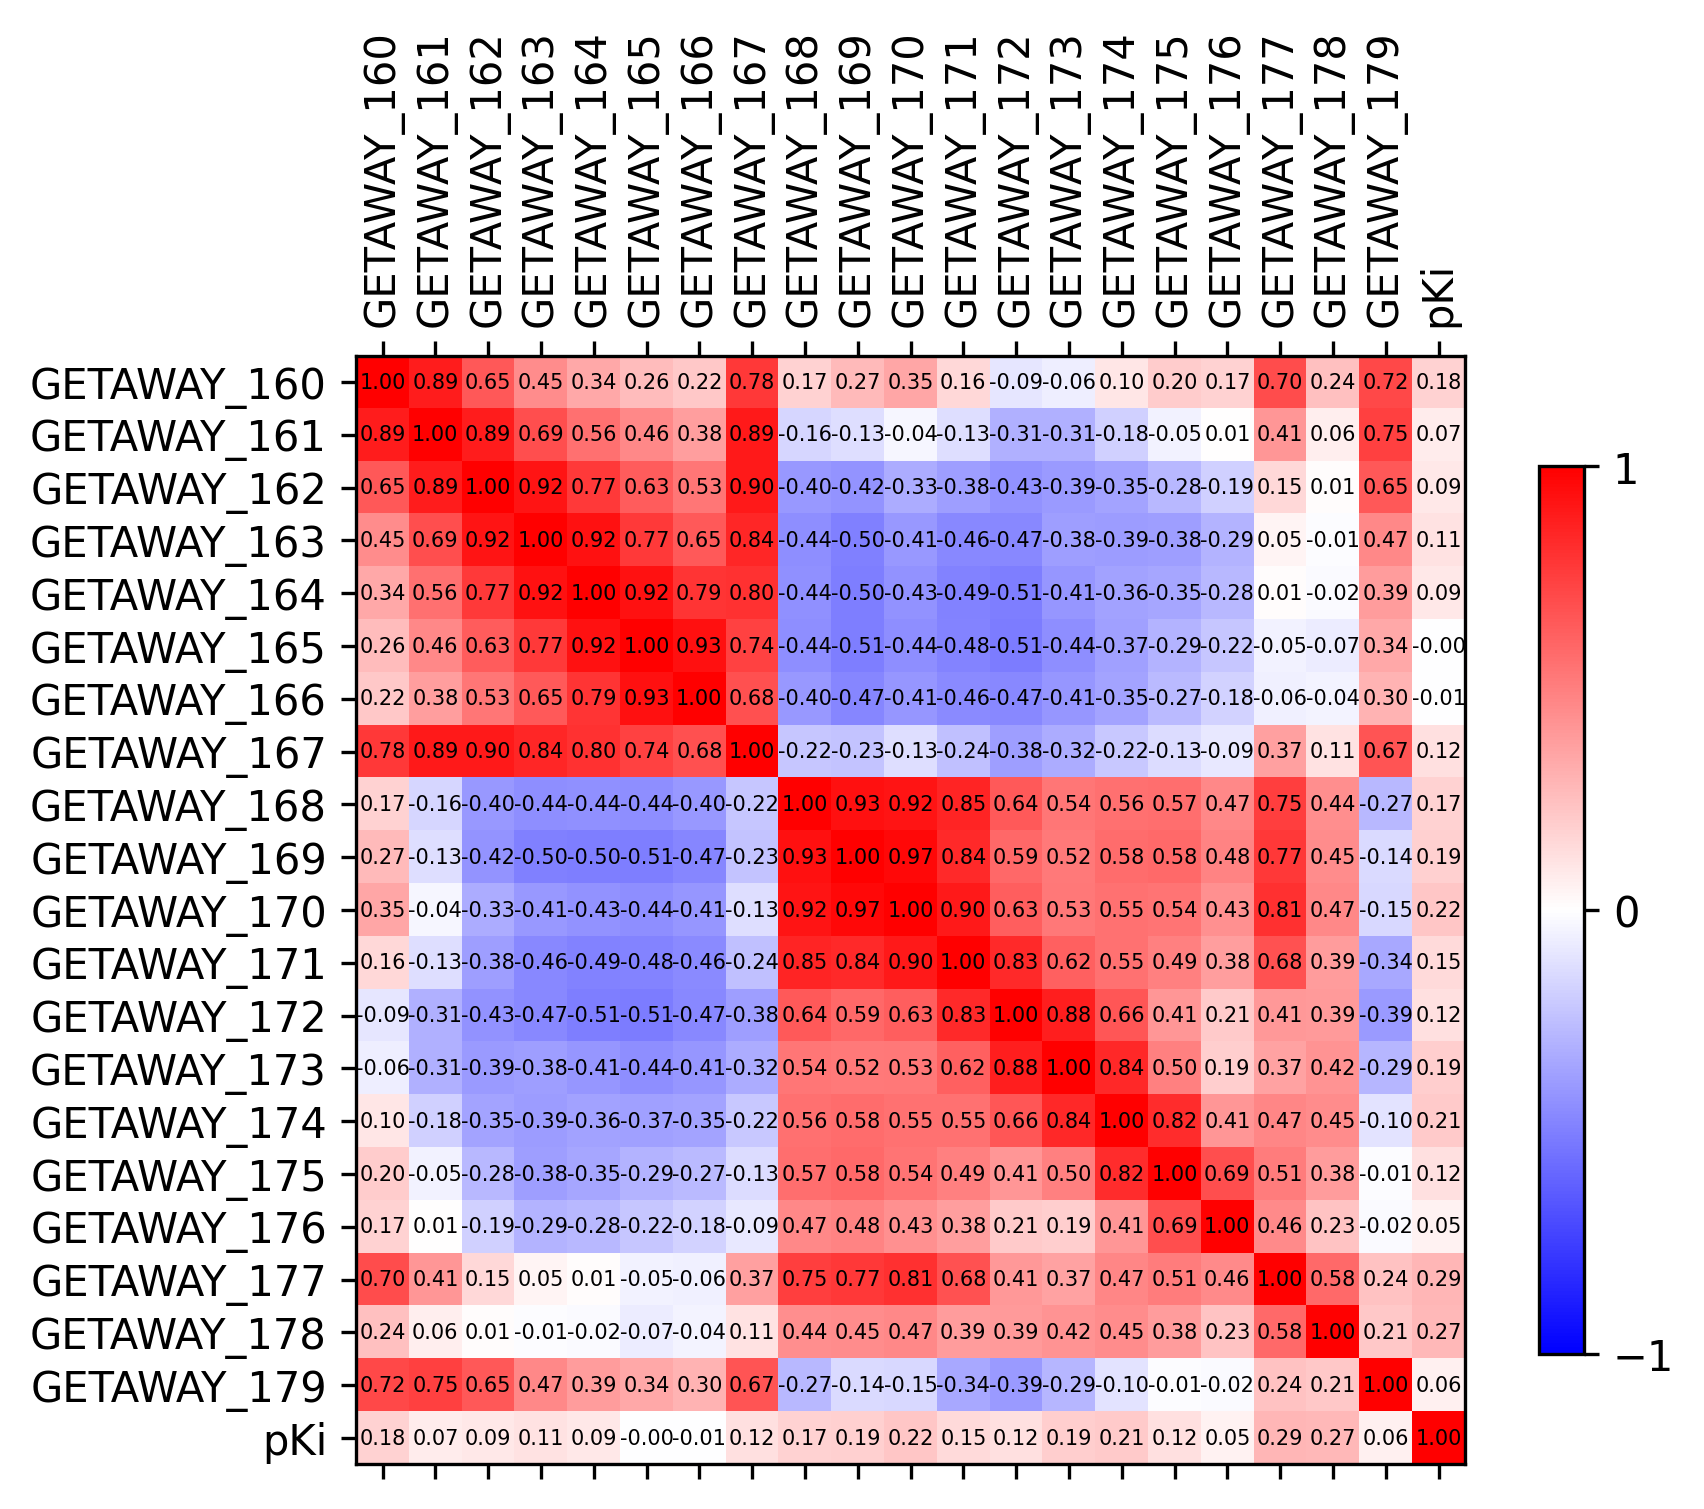 GETAWAY_160 GETAWAY_161 GETAWAY_162 GETAWAY_163 GETAWAY_164 GETAWAY_165 GETAWAY_166 GETAWAY_167 GETAWAY_168 GETAWAY_169 GETAWAY_170 GETAWAY_171 GETAWAY_172 GETAWAY_173 GETAWAY_174 GETAWAY_175 GETAWAY_176 GETAWAY_177 GETAWAY_178 GETAWAY_179 pKi
GETAWAY_160 1.00 0.89 0.65 0.45 0.34 0.26 0.22 0.78 0.17 0.27 0.35 0.16 -0.09 -0.06 0.10 0.20 0.17 0.70 0.24 0.72 0.18
GETAWAY_161 0.89 1.00 0.89 0.69 0.56 0.46 0.38 0.89 -0.16 -0.13 -0.04 -0.13 -0.31 -0.31 -0.18 -0.05 0.01 0.41 0.06 0.75 0.07
GETAWAY_162 0.65 0.89 1.00 0.92 0.77 0.63 0.53 0.90 -0.40 -0.42 -0.33 -0.38 -0.43 -0.39 -0.35 -0.28 -0.19 0.15 0.01 0.65 0.09
GETAWAY_163 0.45 0.69 0.92 1.00 0.92 0.77 0.65 0.84 -0.44 -0.50 -0.41 -0.46 -0.47 -0.38 -0.39 -0.38 -0.29 0.05 -0.01 0.47 0.11
GETAWAY_164 0.34 0.56 0.77 0.92 1.00 0.92 0.79 0.80 -0.44 -0.50 -0.43 -0.49 -0.51 -0.41 -0.36 -0.35 -0.28 0.01 -0.02 0.39 0.09
GETAWAY_165 0.26 0.46 0.63 0.77 0.92 1.00 0.93 0.74 -0.44 -0.51 -0.44 -0.48 -0.51 -0.44 -0.37 -0.29 -0.22 -0.05 -0.07 0.34 -0.00
GETAWAY_166 0.22 0.38 0.53 0.65 0.79 0.93 1.00 0.68 -0.40 -0.47 -0.41 -0.46 -0.47 -0.41 -0.35 -0.27 -0.18 -0.06 -0.04 0.30 -0.01
GETAWAY_167 0.78 0.89 0.90 0.84 0.80 0.74 0.68 1.00 -0.22 -0.23 -0.13 -0.24 -0.38 -0.32 -0.22 -0.13 -0.09 0.37 0.11 0.67 0.12
GETAWAY_168 0.17 -0.16 -0.40 -0.44 -0.44 -0.44 -0.40 -0.22 1.00 0.93 0.92 0.85 0.64 0.54 0.56 0.57 0.47 0.75 0.44 -0.27 0.17
GETAWAY_169 0.27 -0.13 -0.42 -0.50 -0.50 -0.51 -0.47 -0.23 0.93 1.00 0.97 0.84 0.59 0.52 0.58 0.58 0.48 0.77 0.45 -0.14 0.19
GETAWAY_170 0.35 -0.04 -0.33 -0.41 -0.43 -0.44 -0.41 -0.13 0.92 0.97 1.00 0.90 0.63 0.53 0.55 0.54 0.43 0.81 0.47 -0.15 0.22
GETAWAY_171 0.16 -0.13 -0.38 -0.46 -0.49 -0.48 -0.46 -0.24 0.85 0.84 0.90 1.00 0.83 0.62 0.55 0.49 0.38 0.68 0.39 -0.34 0.15
GETAWAY_172 -0.09 -0.31 -0.43 -0.47 -0.51 -0.51 -0.47 -0.38 0.64 0.59 0.63 0.83 1.00 0.88 0.66 0.41 0.21 0.41 0.39 -0.39 0.12
GETAWAY_173 -0.06 -0.31 -0.39 -0.38 -0.41 -0.44 -0.41 -0.32 0.54 0.52 0.53 0.62 0.88 1.00 0.84 0.50 0.19 0.37 0.42 -0.29 0.19
GETAWAY_174 0.10 -0.18 -0.35 -0.39 -0.36 -0.37 -0.35 -0.22 0.56 0.58 0.55 0.55 0.66 0.84 1.00 0.82 0.41 0.47 0.45 -0.10 0.21
GETAWAY_175 0.20 -0.05 -0.28 -0.38 -0.35 -0.29 -0.27 -0.13 0.57 0.58 0.54 0.49 0.41 0.50 0.82 1.00 0.69 0.51 0.38 -0.01 0.12
GETAWAY_176 0.17 0.01 -0.19 -0.29 -0.28 -0.22 -0.18 -0.09 0.47 0.48 0.43 0.38 0.21 0.19 0.41 0.69 1.00 0.46 0.23 -0.02 0.05
GETAWAY_177 0.70 0.41 0.15 0.05 0.01 -0.05 -0.06 0.37 0.75 0.77 0.81 0.68 0.41 0.37 0.47 0.51 0.46 1.00 0.58 0.24 0.29
GETAWAY_178 0.24 0.06 0.01 -0.01 -0.02 -0.07 -0.04 0.11 0.44 0.45 0.47 0.39 0.39 0.42 0.45 0.38 0.23 0.58 1.00 0.21 0.27
GETAWAY_179 0.72 0.75 0.65 0.47 0.39 0.34 0.30 0.67 -0.27 -0.14 -0.15 -0.34 -0.39 -0.29 -0.10 -0.01 -0.02 0.24 0.21 1.00 0.06
pKi 0.18 0.07 0.09 0.11 0.09 -0.00 -0.01 0.12 0.17 0.19 0.22 0.15 0.12 0.19 0.21 0.12 0.05 0.29 0.27 0.06 1.00
1
0
−1